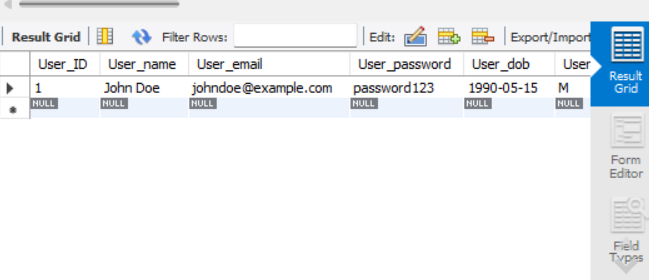 Result Grid Filter Rows: Edit: Export/Import
User_ID User_name User_email User_password User_dob User
1 John Doe johndoe@example.com password123 1990-05-15 M
NULL NULL NULL NULL NULL NULL
Result
Grid
Form
Editor
Field
Types